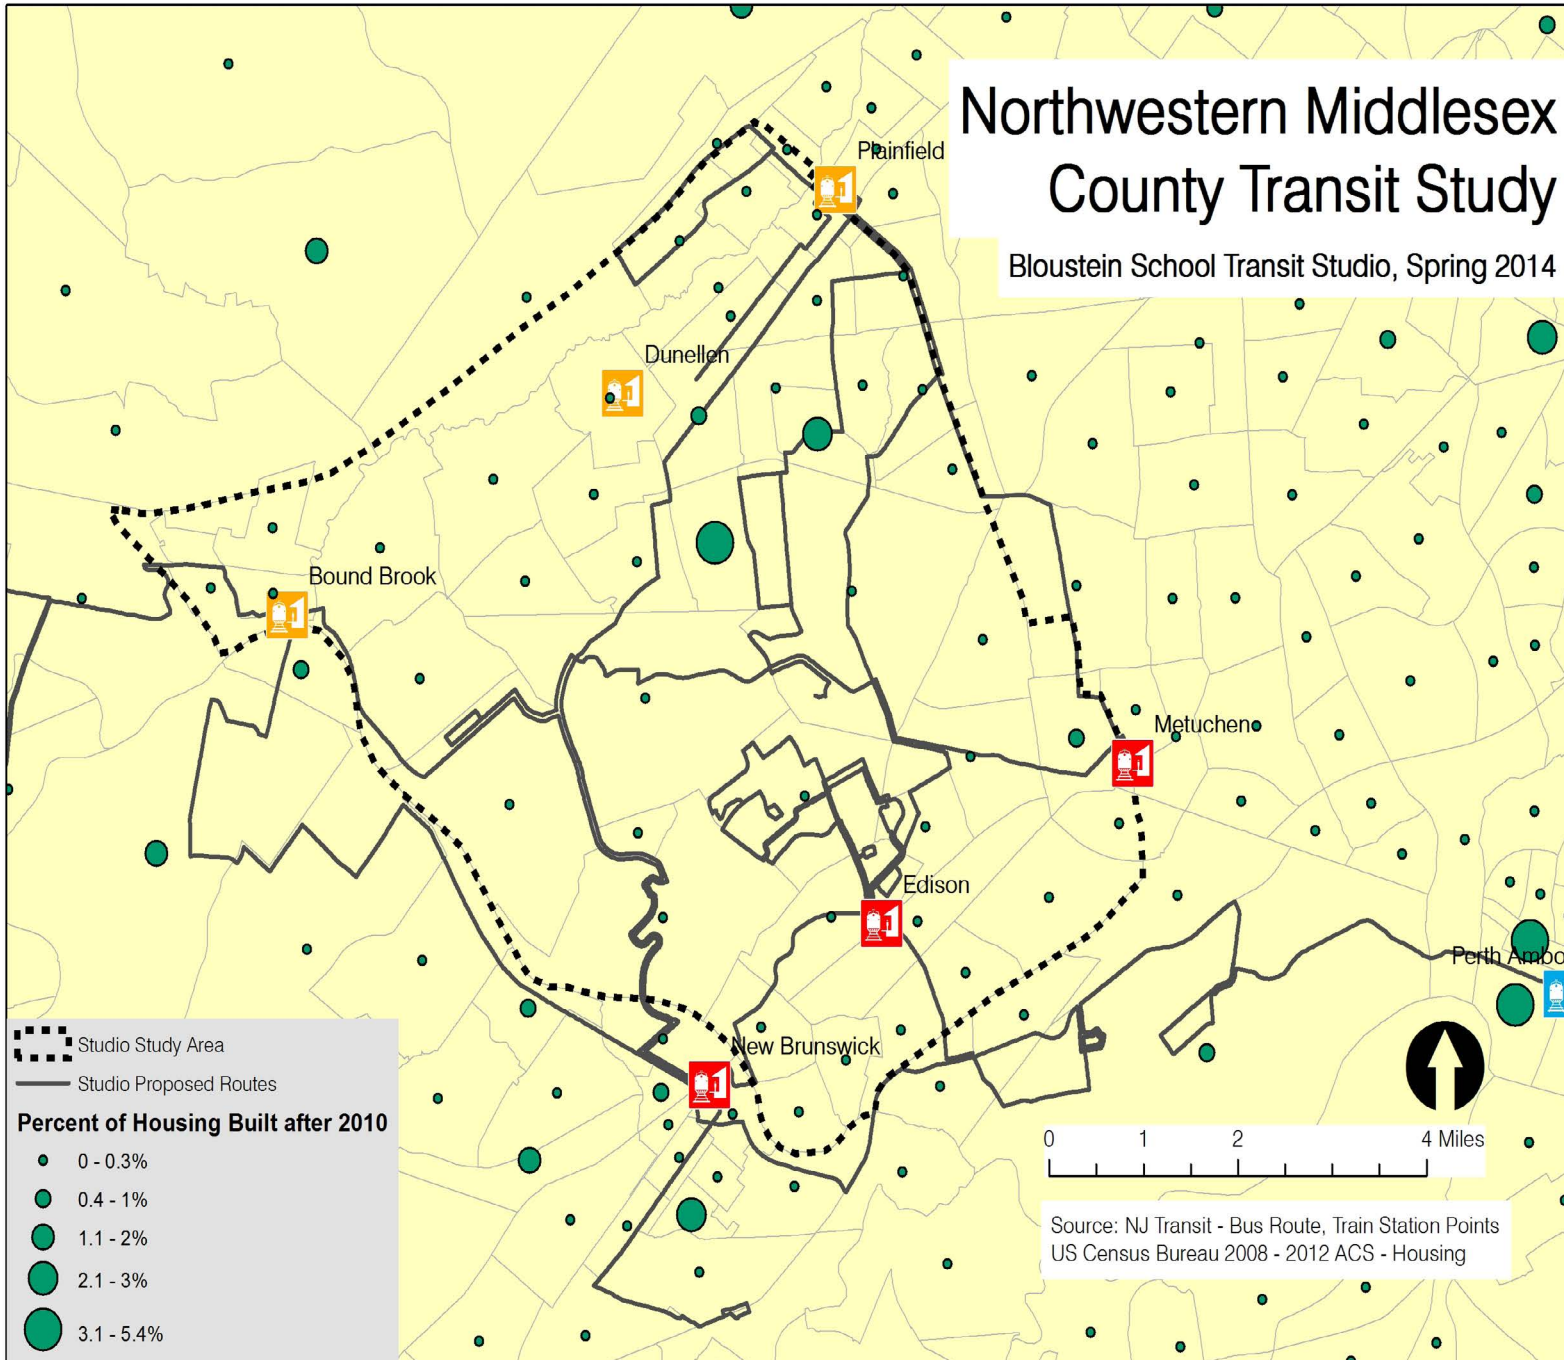 Northwestern Middlesex
County Transit Study
Bloustein School Transit Studio, Spring 2014
Plainfield
Dunellen
Bound Brook
Metuchen
Edison
Perth Ambo
New Brunswick
Studio Study Area
Studio Proposed Routes
Percent of Housing Built after 2010
0 - 0.3%
0.4 - 1%
1.1 - 2%
2.1 - 3%
3.1 - 5.4%
0 1 2 4 Miles
Source: NJ Transit - Bus Route, Train Station Points
US Census Bureau 2008 - 2012 ACS - Housing